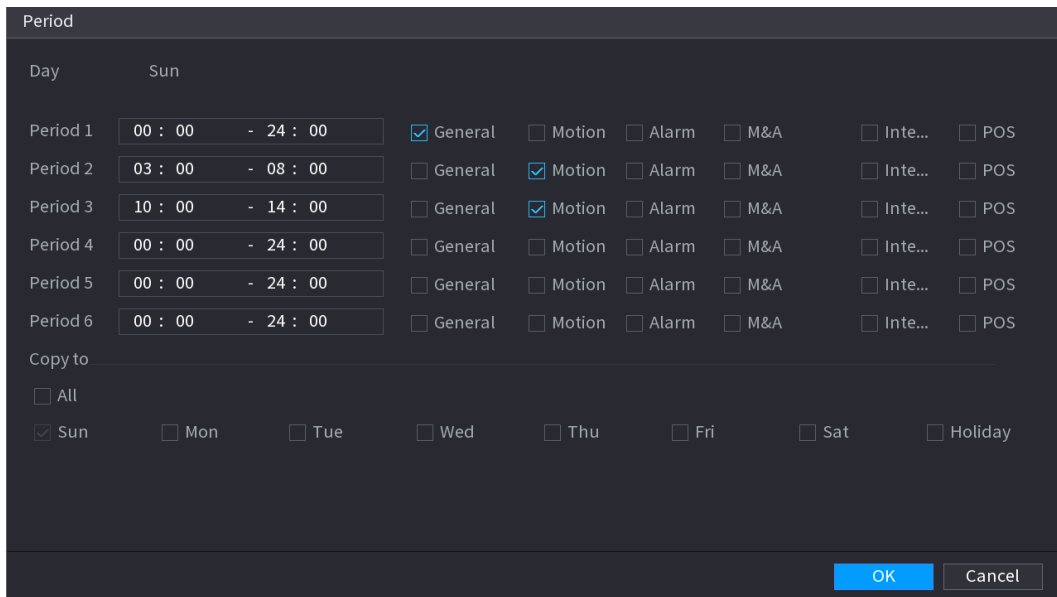 Period
Day Sun
Period 1 00 : 00 - 24 : 00 General Motion Alarm M&A Inte... POS
Period 2 03 : 00 - 08 : 00 General Motion Alarm M&A Inte... POS
Period 3 10 : 00 - 14 : 00 General Motion Alarm M&A Inte... POS
Period 4 00 : 00 - 24 : 00 General Motion Alarm M&A Inte... POS
Period 5 00 : 00 - 24 : 00 General Motion Alarm M&A Inte... POS
Period 6 00 : 00 - 24 : 00 General Motion Alarm M&A Inte... POS
Copy to
All
Sun Mon Tue Wed Thu Fri Sat Holiday
OK Cancel